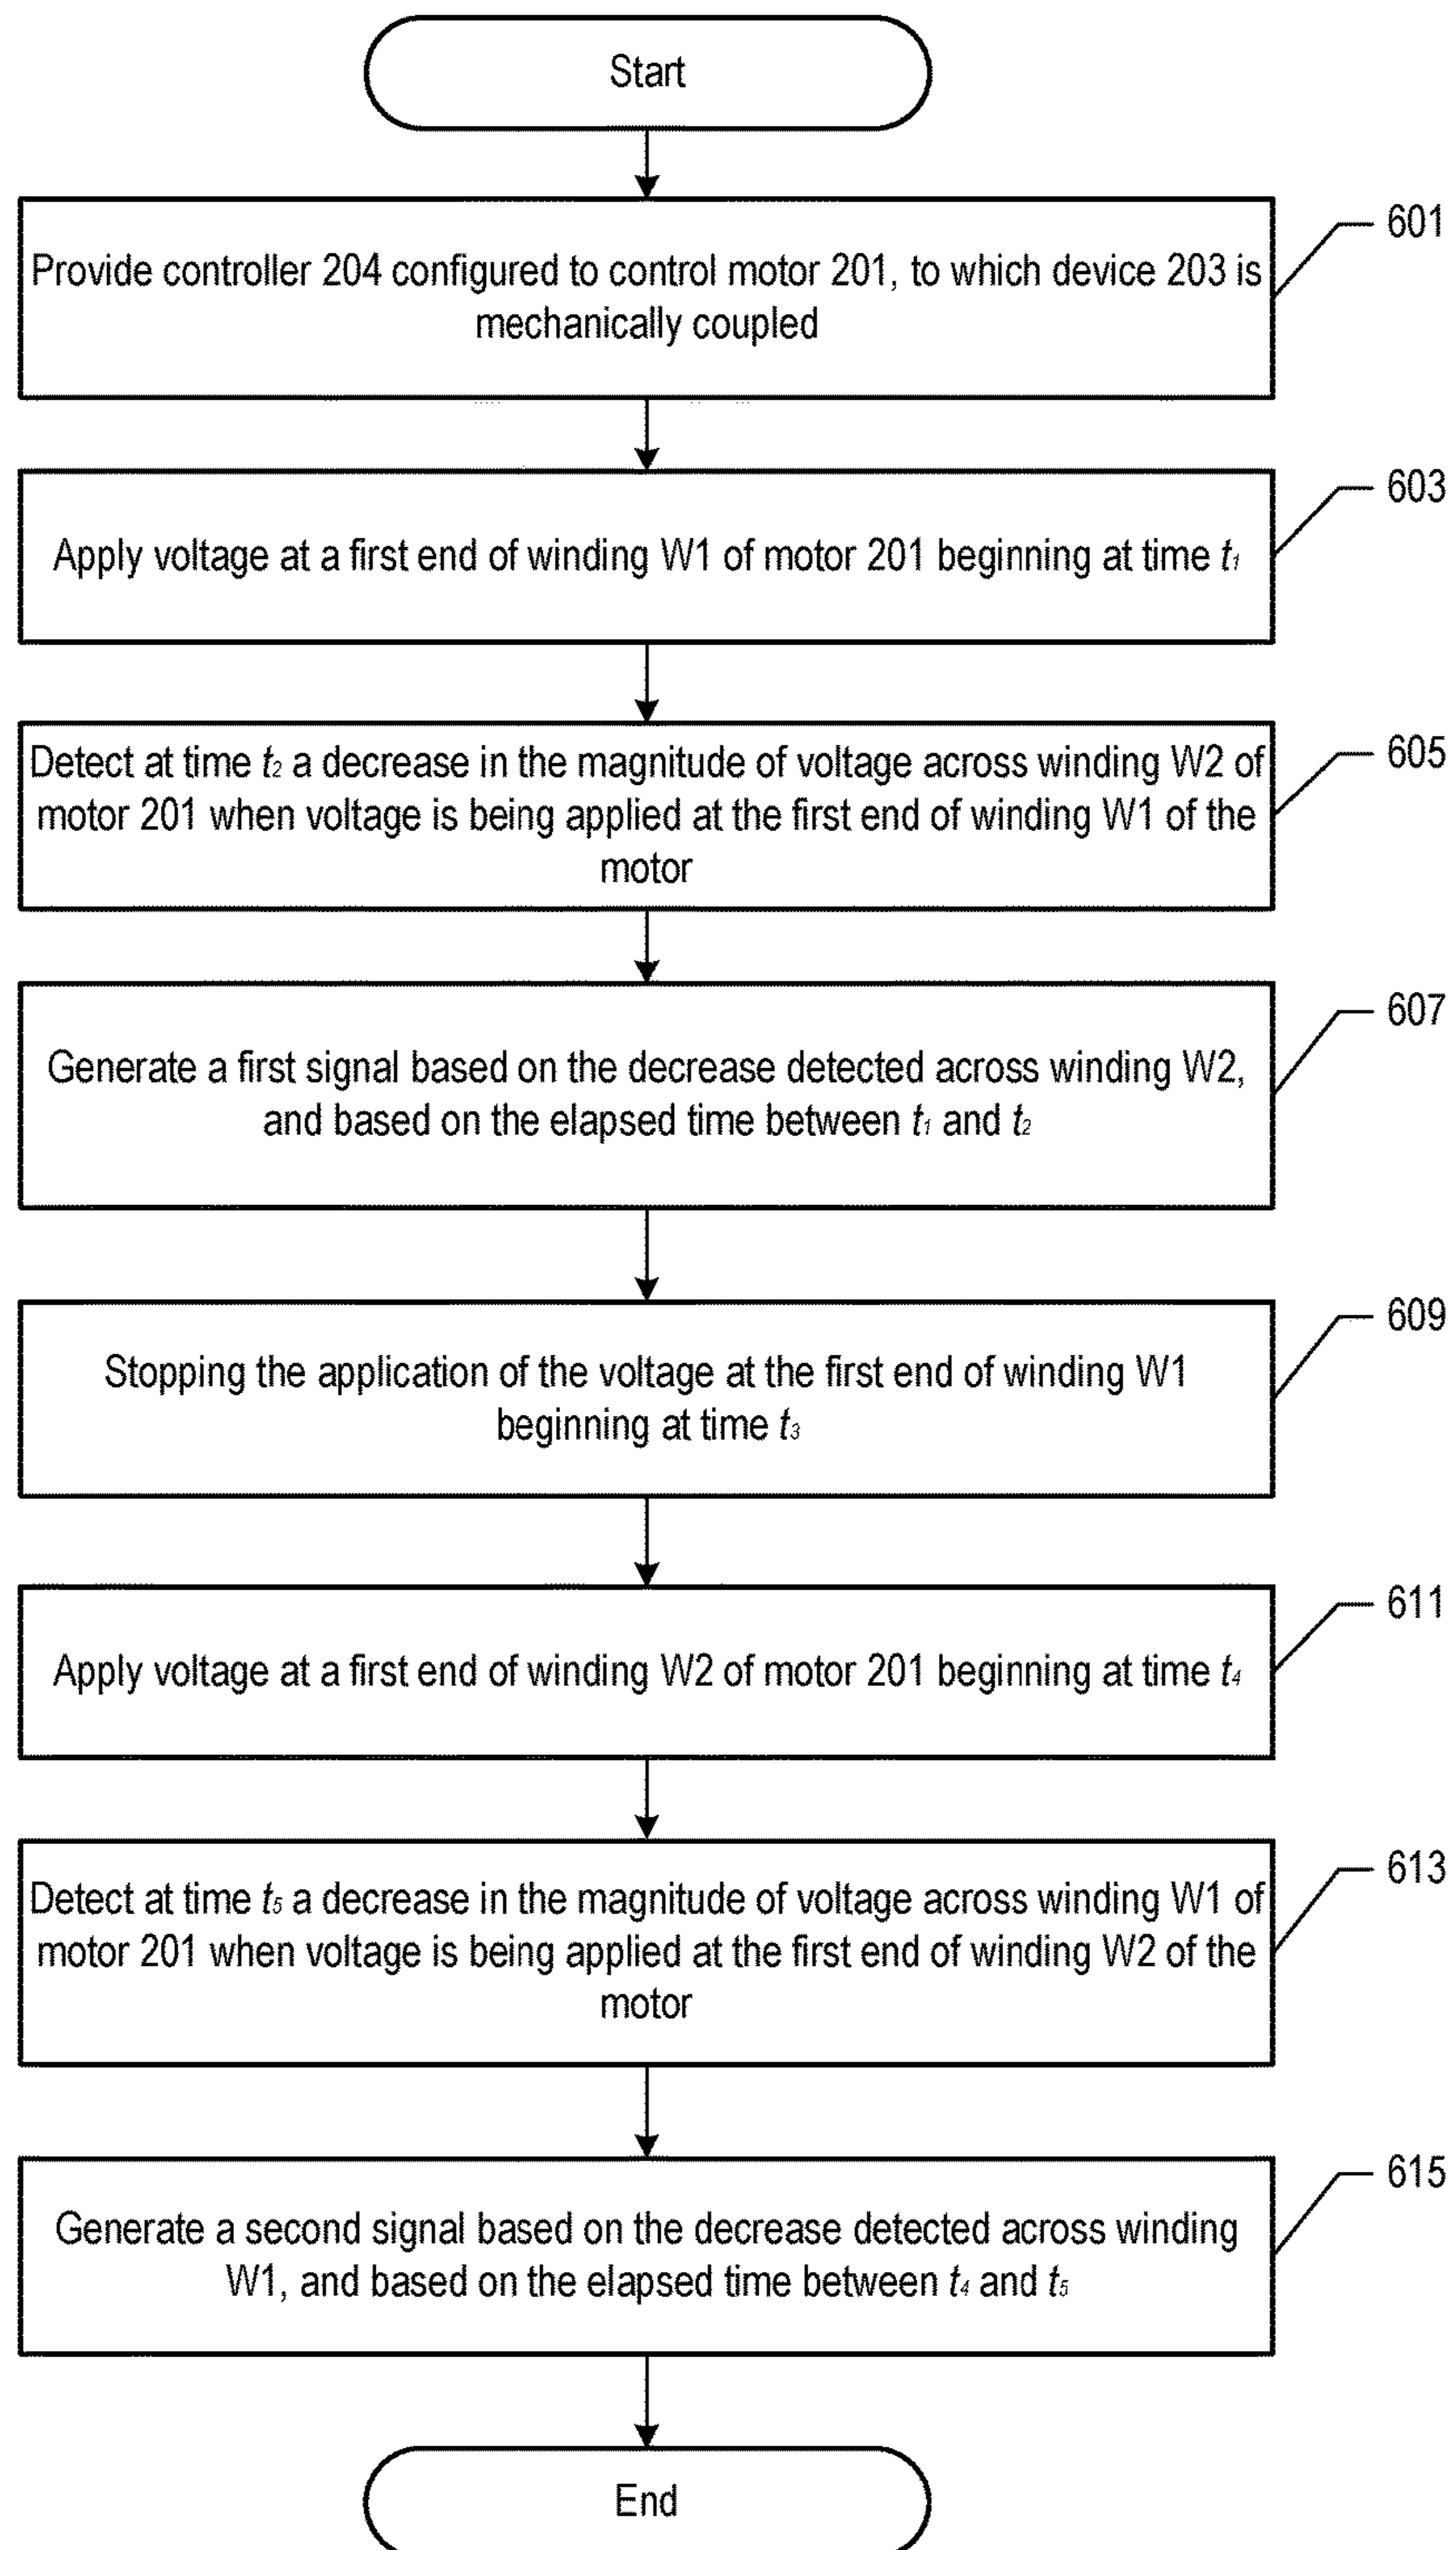 Start
601
Provide controller 204 configured to control motor 201, to which device 203 is
mechanically coupled
603
Apply voltage at a first end of winding W1 of motor 201 beginning at time t₁
605
Detect at time t₂ a decrease in the magnitude of voltage across winding W2 of
motor 201 when voltage is being applied at the first end of winding W1 of the
motor
607
Generate a first signal based on the decrease detected across winding W2,
and based on the elapsed time between t₁ and t₂
609
Stopping the application of the voltage at the first end of winding W1
beginning at time t₃
611
Apply voltage at a first end of winding W2 of motor 201 beginning at time t₄
613
Detect at time t₅ a decrease in the magnitude of voltage across winding W1 of
motor 201 when voltage is being applied at the first end of winding W2 of the
motor
615
Generate a second signal based on the decrease detected across winding
W1, and based on the elapsed time between t₄ and t₅
End